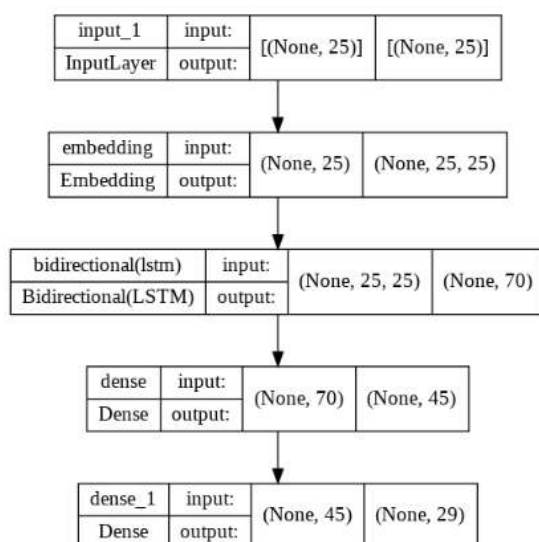 input_1 input: [(None, 25)] [(None, 25)]
InputLayer output:
embedding input: (None, 25) (None, 25, 25)
Embedding output:
bidirectional(lstm) input: (None, 25, 25) (None, 70)
Bidirectional(LSTM) output:
dense input: (None, 70) (None, 45)
Dense output:
dense_1 input: (None, 45) (None, 29)
Dense output: